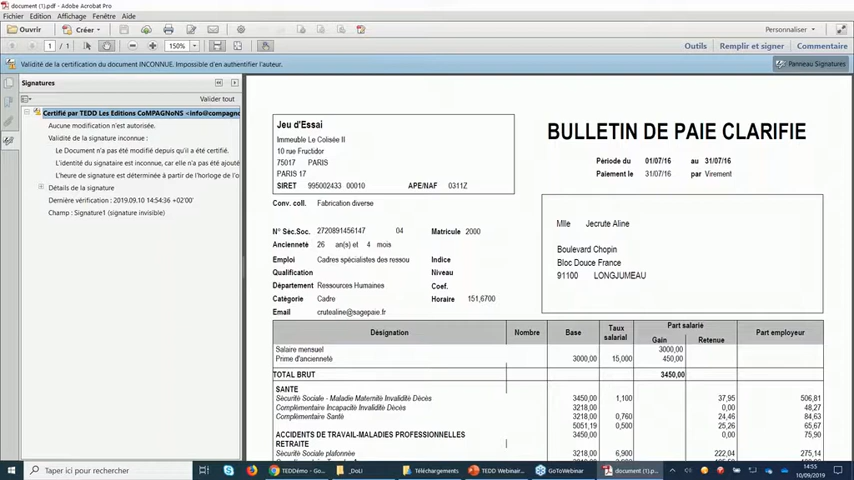 document (1).pdf - Adobe Acrobat Pro
Fichier Edition Affichage Fenêtre Aide
Ouvrir Créer Personnaliser
1 / 1 150% Outils Remplir et signer Commentaire
Validité de la certification du document INCONNUE. Impossible d'en authentifier l'auteur. Panneau Signatures
Signatures
Valider tout
Certifié par TEDD Les Editions CoMPAGNoNS <info@compagno
Aucune modification n'est autorisée.
Validité de la signature inconnue :
Le Document n'a pas été modifié depuis qu'il a été certifié.
L'identité du signataire est inconnue, car elle n'a pas été ajouté
L'heure de signature est déterminée à partir de l'horloge de l'o
Détails de la signature
Dernière vérification : 2019.09.10 14:54:36 +02'00'
Champ : Signature1 (signature invisible)
Jeu d'Essai
Immeuble Le Colisée II
10 rue Fructidor
75017 PARIS
PARIS 17
SIRET 995002433 00010 APE/NAF 0311Z
BULLETIN DE PAIE CLARIFIE
Période du 01/07/16 au 31/07/16
Paiement le 31/07/16 par Virement
Conv. coll. Fabrication diverse
N° Séc.Soc. 2720891456147 04 Matricule 2000
Ancienneté 26 an(s) et 4 mois
Emploi Cadres spécialistes des ressou Indice
Qualification Niveau
Département Ressources Humaines Coef.
Catégorie Cadre Horaire 151,6700
Email crutealine@sagepaie.fr
Mlle Jecrute Aline
Boulevard Chopin
Bloc Douce France
91100 LONGJUMEAU
Désignation Nombre Base Taux salarial Part salarié Gain Retenue Part employeur
Salaire mensuel 3000,00
Prime d'ancienneté 3000,00 15,000 450,00
TOTAL BRUT 3450,00
SANTE
Sécurité Sociale - Maladie Maternité Invalidité Décès 3450,00 1,100 37,95 506,81
Complémentaire Incapacité Invalidité Décès 3218,00 0,00 48,27
Complémentaire Santé 3218,00 0,760 24,46 84,63
5051,19 0,500 25,26 65,67
ACCIDENTS DE TRAVAIL-MALADIES PROFESSIONNELLES 3450,00 0,00 75,90
RETRAITE
Sécurité Sociale plafonnée 3218,00 6,900 222,04 275,14
Taper ici pour rechercher
TEDDémo - Go...
_DoLi
Téléchargements
TEDD Webinair...
GoToWebinar
document (1).p...
14:55
10/09/2019